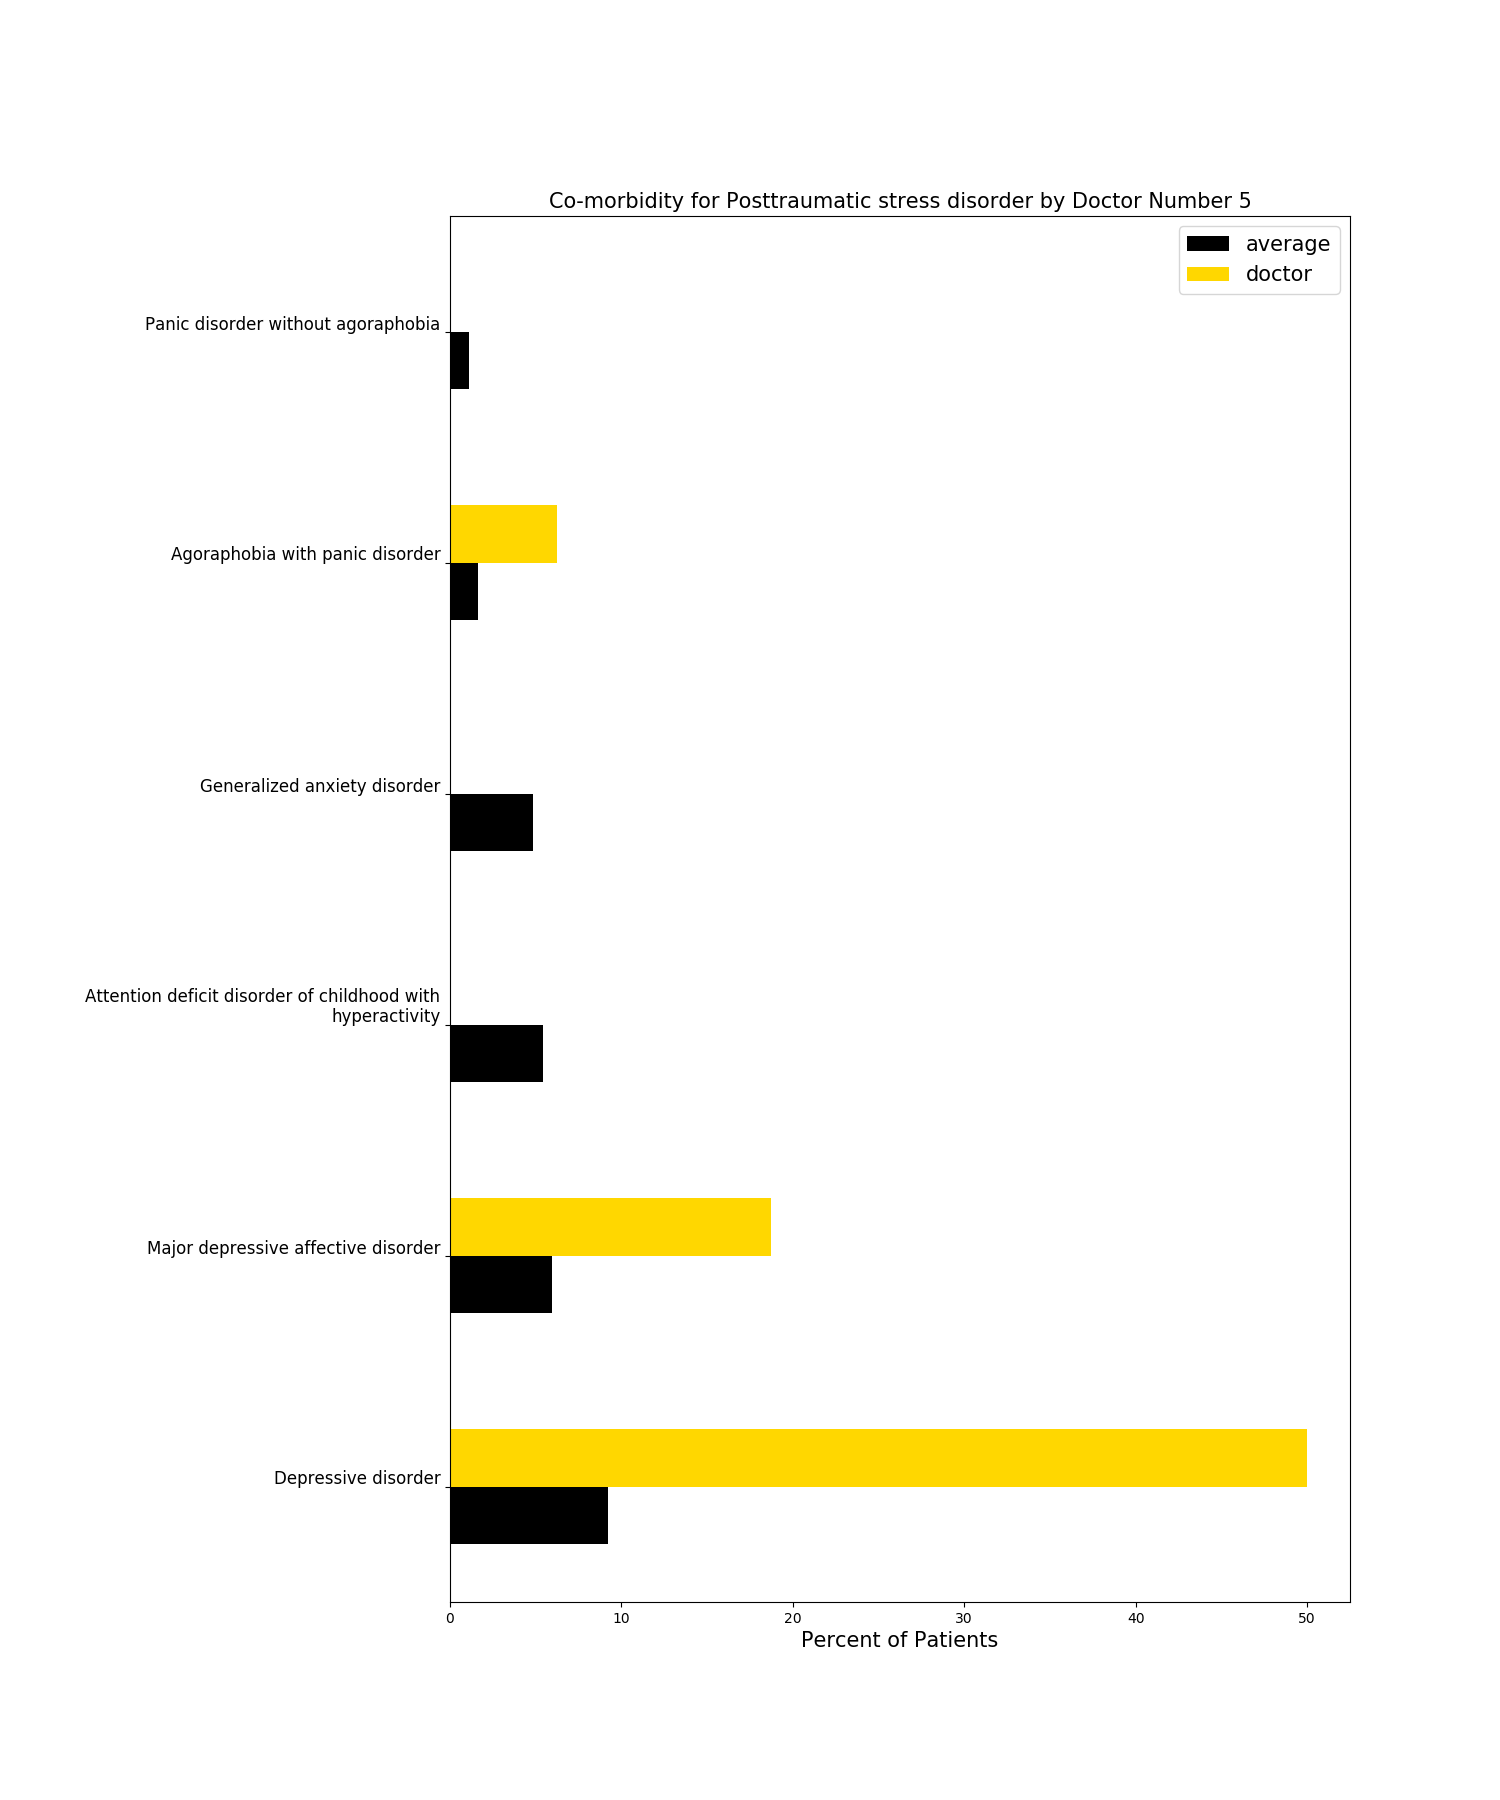 Co-morbidity for Posttraumatic stress disorder by Doctor Number 5
average
doctor
Panic disorder without agoraphobia
Agoraphobia with panic disorder
Generalized anxiety disorder
Attention deficit disorder of childhood with
hyperactivity
Major depressive affective disorder
Depressive disorder
0 10 20 30 40 50
Percent of Patients